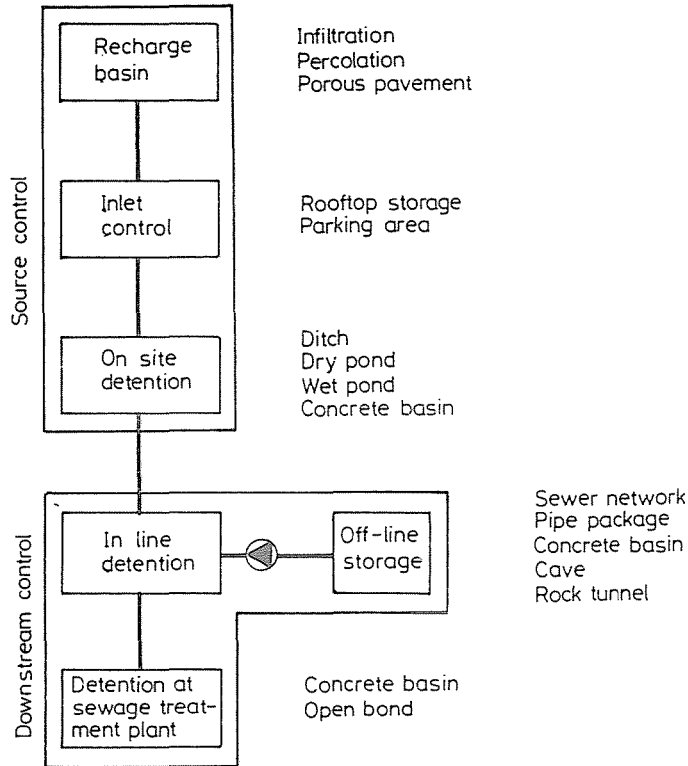 Source control
Recharge
basin
Infiltration
Percolation
Porous pavement
Inlet
control
Rooftop storage
Parking area
On site
detention
Ditch
Dry pond
Wet pond
Concrete basin
Downstream control
In line
detention
Off-line
storage
Sewer network
Pipe package
Concrete basin
Cave
Rock tunnel
Detention at
sewage treat-
ment plant
Concrete basin
Open bond